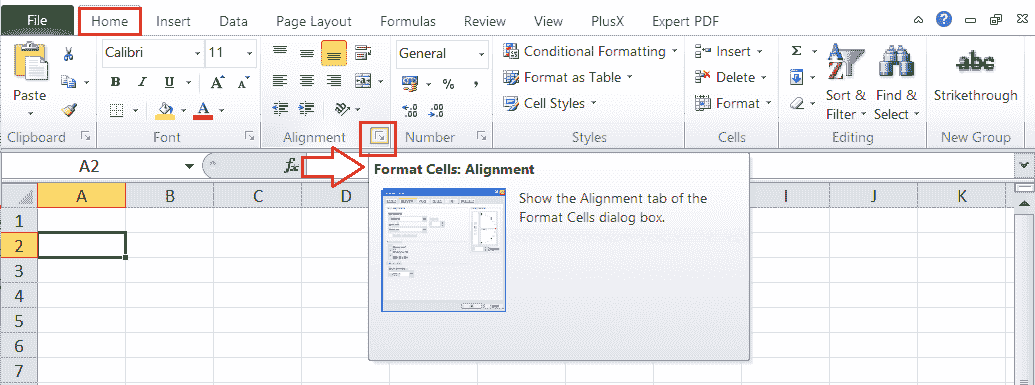 File Home Insert Data Page Layout Formulas Review View PlusX Expert PDF
Calibri 11 General Conditional Formatting Insert Σ abc
B I U A A % , Format as Table Delete
Paste A Cell Styles Format Sort & Filter Find & Select Strikethrough
Clipboard Font Alignment Number Styles Cells Editing New Group
A2 fx
Format Cells: Alignment
Show the Alignment tab of the
Format Cells dialog box.
A B C D I J K
1
2
3
4
5
6
7